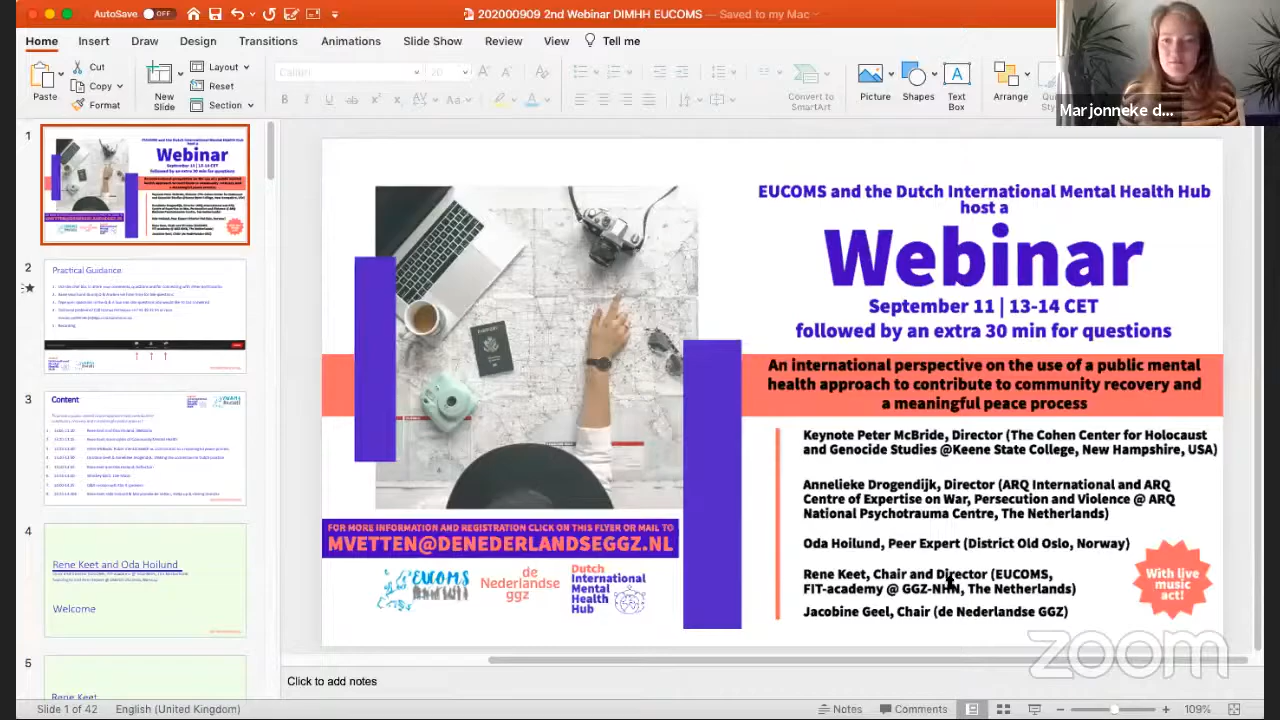 AutoSave OFF
202000909 2nd Webinar DIMHH EUCOMS — Saved to my Mac
Home Insert Draw Design Transitions Animations Slide Show Review View Tell me
Paste
Cut
Copy
Format
New
Slide
Layout
Reset
Section
Calibri 20
Convert to
SmartArt
Picture
Shapes
Text
Box
Arrange
Marjonneke d...
1
Webinar
2
Practical Guidance
3
Content
4
Rene Keet and Oda Hoilund
Welcome
5
Rene Keet
EUCOMS and the Dutch International Mental Health Hub
host a
Webinar
September 11 | 13-14 CET
followed by an extra 30 min for questions
An international perspective on the use of a public mental
health approach to contribute to community recovery and
a meaningful peace process
Keynote Peter McBride, Director (The Cohen Center for Holocaust
and Genocide Studies @Keene State College, New Hampshire, USA)
Annelieke Drogendijk, Director (ARQ International and ARQ
Centre of Expertise on War, Persecution and Violence @ ARQ
National Psychotrauma Centre, The Netherlands)
Oda Hoilund, Peer Expert (District Old Oslo, Norway)
Rene Keet, Chair and Director (EUCOMS,
FIT-academy @ GGZ-NHN, The Netherlands)
Jacobine Geel, Chair (de Nederlandse GGZ)
With live
music
act!
PASSPORT
FOR MORE INFORMATION AND REGISTRATION CLICK ON THIS FLYER OR MAIL TO
MVETTEN@DENEDERLANDSEGGZ.NL
EUCOMS
de
Nederlandse
ggz
Dutch
International
Mental
Health
Hub
zoom
Click to add notes
Slide 1 of 42 English (United Kingdom) Notes Comments 109%